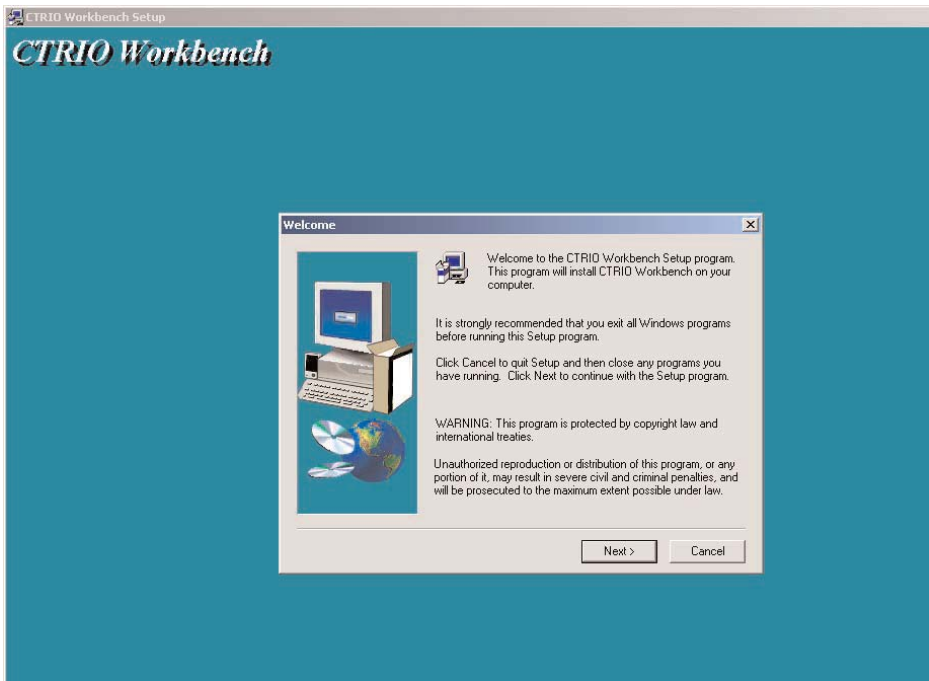 CTRIO Workbench Setup
CTRIO Workbench
Welcome
Welcome to the CTRIO Workbench Setup program.
This program will install CTRIO Workbench on your
computer.
It is strongly recommended that you exit all Windows programs
before running this Setup program.
Click Cancel to quit Setup and then close any programs you
have running. Click Next to continue with the Setup program.
WARNING: This program is protected by copyright law and
international treaties.
Unauthorized reproduction or distribution of this program, or any
portion of it, may result in severe civil and criminal penalties, and
will be prosecuted to the maximum extent possible under law.
Next >
Cancel